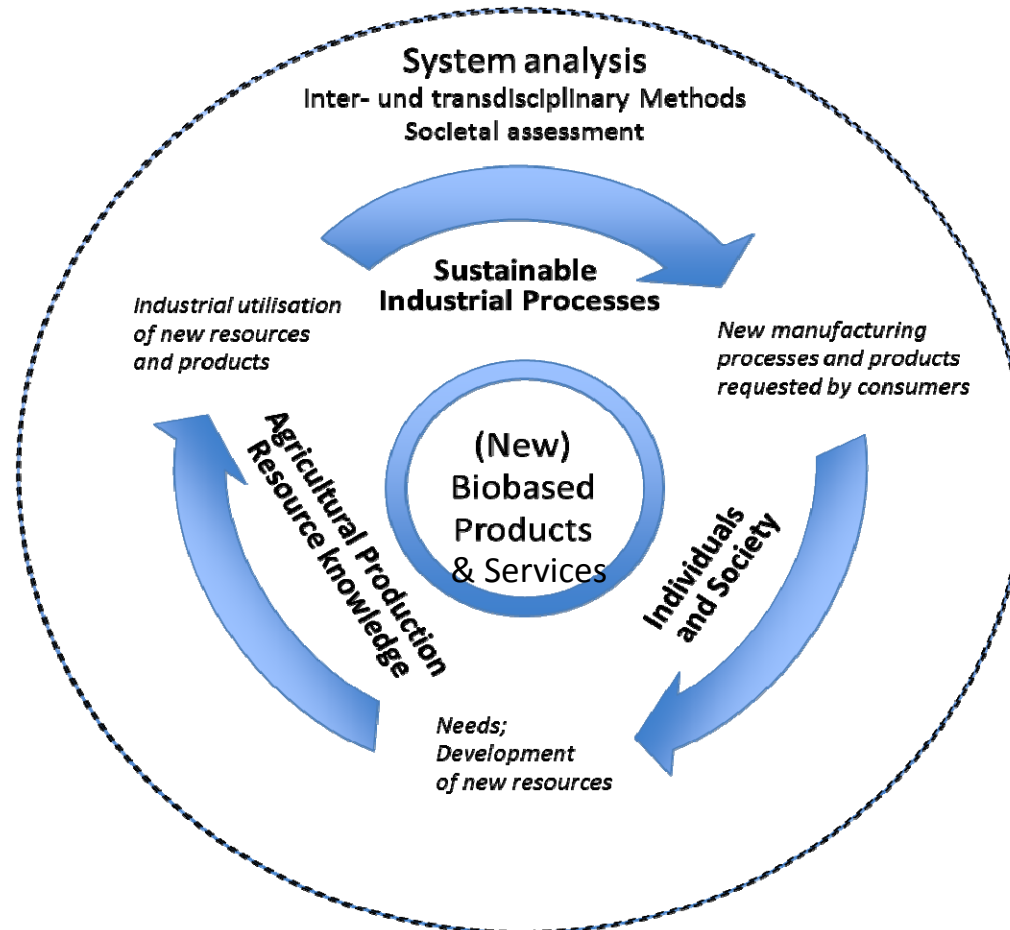 System analysis
Inter- und transdisciplinary Methods
Societal assessment
Sustainable
Industrial Processes
Industrial utilisation
of new resources
and products
New manufacturing
processes and products
requested by consumers
Agricultural Production
Resource knowledge
(New)
Biobased
Products
& Services
Individuals
and Society
Needs;
Development
of new resources